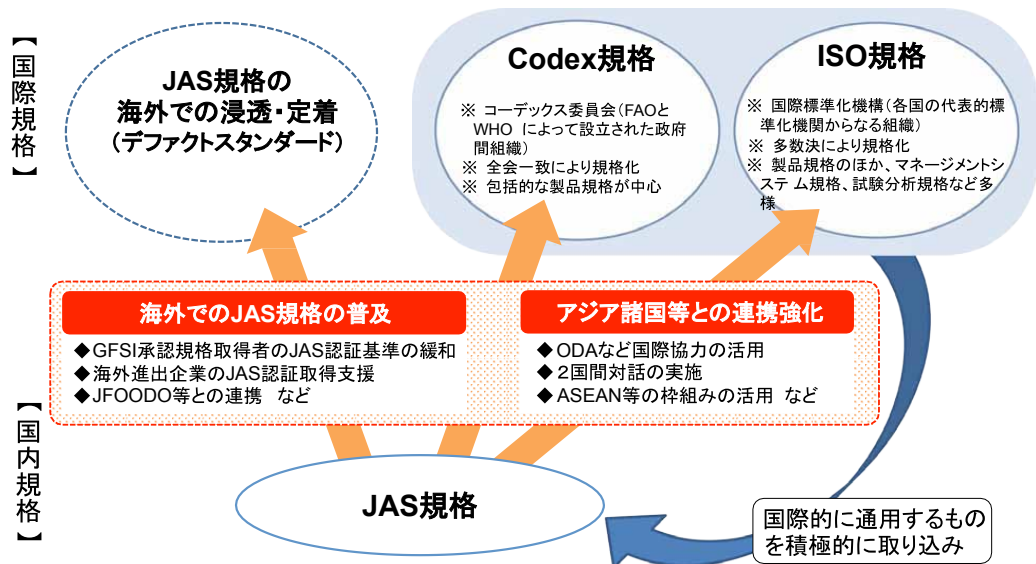 【国際規格】
JAS規格の
海外での浸透・定着
（デファクトスタンダード）
Codex規格
※ コーデックス委員会（FAOと
WHO によって設立された政府
間組織）
※ 全会一致により規格化
※ 包括的な製品規格が中心
ISO規格
※ 国際標準化機構（各国の代表的標
準化機関からなる組織）
※ 多数決により規格化
※ 製品規格のほか、マネージメントシ
ステム規格、試験分析規格など多
様
海外でのJAS規格の普及
◆GFSI承認規格取得者のJAS認証基準の緩和
◆海外進出企業のJAS認証取得支援
◆JFOODO等との連携 など
アジア諸国等との連携強化
◆ODAなど国際協力の活用
◆２国間対話の実施
◆ASEAN等の枠組みの活用 など
【国内規格】
JAS規格
国際的に通用するもの
を積極的に取り込み